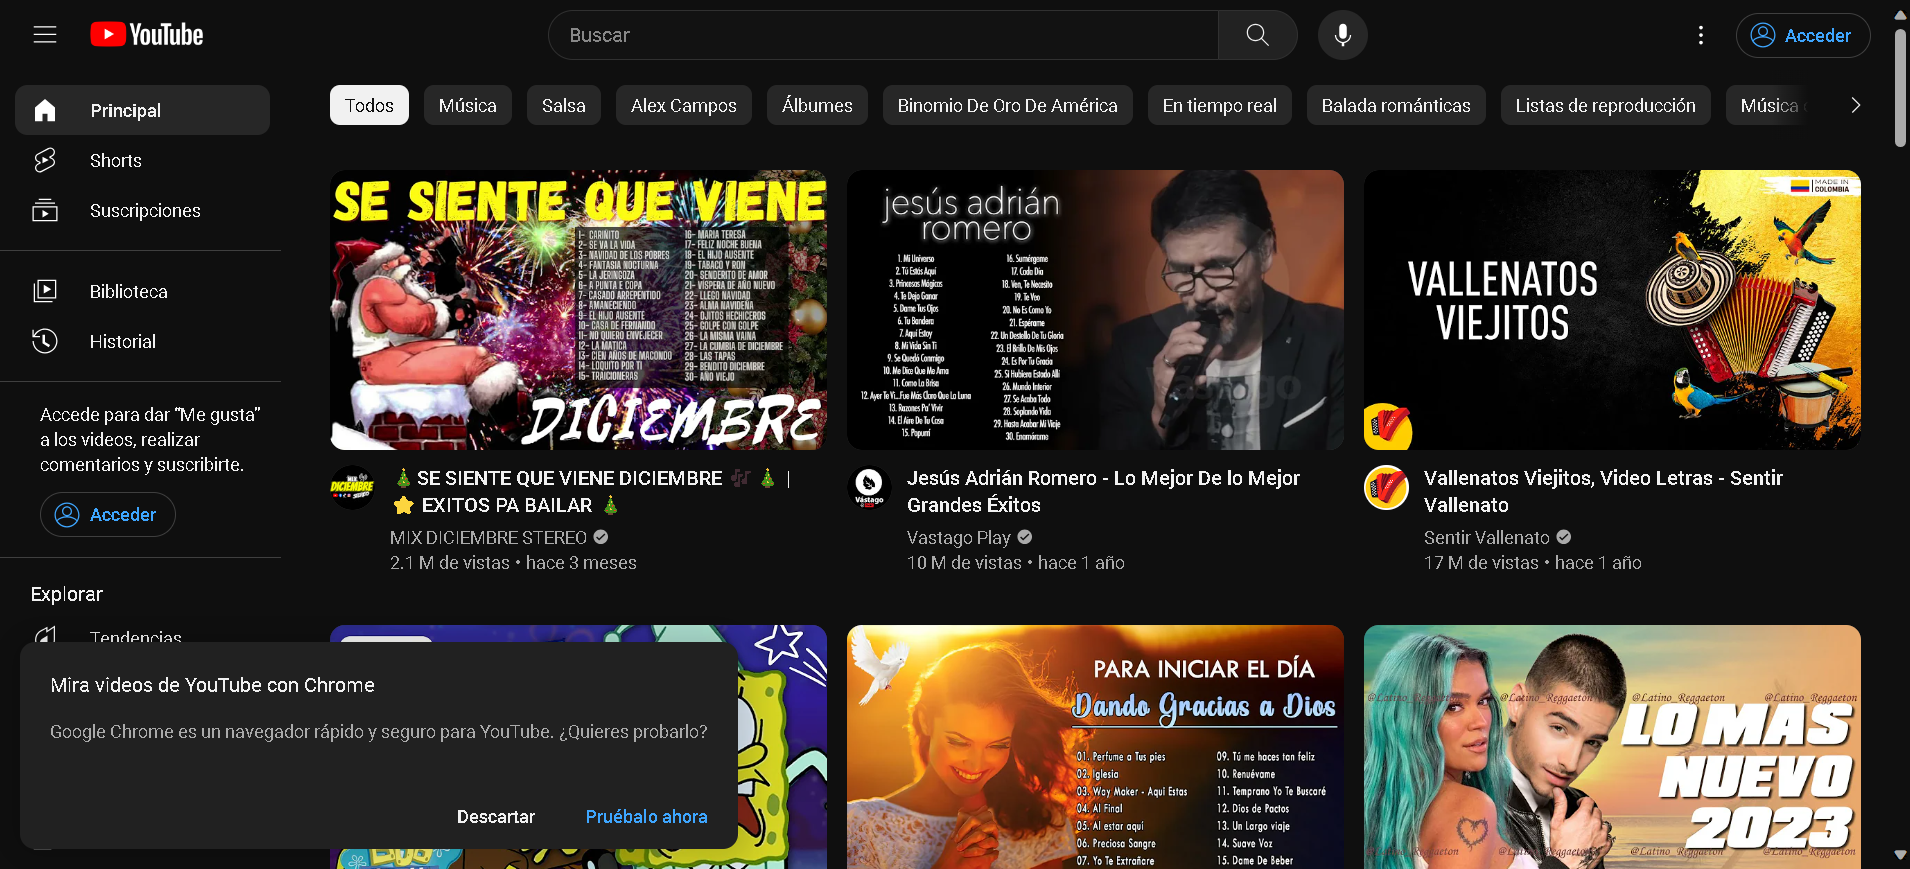 YouTube
Buscar
Acceder
Principal
Shorts
Suscripciones
Biblioteca
Historial
Accede para dar “Me gusta”
a los videos, realizar
comentarios y suscribirte.
Acceder
Explorar
Tendencias
Todos
Música
Salsa
Alex Campos
Álbumes
Binomio De Oro De América
En tiempo real
Balada románticas
Listas de reproducción
Música
SE SIENTE QUE VIENE
1- CARIÑITO
2- SE VA LA VIDA
3- NAVIDAD DE LOS POBRES
4- FANTASIA NOCTURNA
5- LA JERINGOZA
6- A PUNTA E COPA
7- CASADO ARREPENTIDO
8- AMANECIENDO
9- EL HIJO AUSENTE
10- CASA DE FERNANDO
11- NO QUIERO ENVEJECER
12- LA MATICA
13- CIEN AÑOS DE MACONDO
14- LOQUITO POR TI
15- TRAICIONERAS
16- MARIA TERESA
17- FELIZ NOCHE BUENA
18- EL HIJO AUSENTE
19- TABACO Y RON
20- SENDERITO DE AMOR
21- VISPERA DE AÑO NUEVO
22- LLEGO NAVIDAD
23- ALMA NAVIDEÑA
24- OJITOS HECHICEROS
25- GOLPE CON GOLPE
26- LA MISMA VAINA
27- LA CUMBIA DE DICIEMBRE
28- LAS TAPAS
29- BENDITO DICIEMBRE
30- AÑO VIEJO
DICIEMBRE
DICIEMBRE
🎄 SE SIENTE QUE VIENE DICIEMBRE 🎶 🎄 |
⭐ EXITOS PA BAILAR 🎄
MIX DICIEMBRE STEREO
2.1 M de vistas • hace 3 meses
jesús adrián
romero
1. Mi Universo
2. Tú Estás Aquí
3. Princesas Mágicas
4. Te Dejo Ganar
5. Dame Tus Ojos
6. Tu Bandera
7. Aquí Estoy
8. Mi Vida Sin Ti
9. Se Quedó Conmigo
10. Me Dice Que Me Ama
11. Como La Brisa
12. Ayer Te Vi...Fue Más Claro Que La Luna
13. Razones Pa' Vivir
14. El Aire De Tu Casa
15. Popurrí
16. Sumérgeme
17. Cada Día
18. Ven, Te Necesito
19. Te Veo
20. No Es Como Yo
21. Espérame
22. Un Destello De Tu Gloria
23. El Brillo De Mis Ojos
24. Es Por Tu Gracia
25. Si Hubiera Estado Allí
26. Mundo Interior
27. Se Acaba Todo
28. Soplando Vida
29. Hasta Acabar Mi Viaje
30. Enamórame
Vástago
Jesús Adrián Romero - Lo Mejor De lo Mejor
Grandes Éxitos
Vastago Play
10 M de vistas • hace 1 año
MADE IN
COLOMBIA
VALLENATOS
VIEJITOS
Vallenatos Viejitos, Video Letras - Sentir
Vallenato
Sentir Vallenato
17 M de vistas • hace 1 año
Mira videos de YouTube con Chrome
Google Chrome es un navegador rápido y seguro para YouTube. ¿Quieres probarlo?
Descartar
Pruébalo ahora
PARA INICIAR EL DÍA
Dando Gracias a Dios
01. Perfume a Tus pies
02. Iglesia
03. Way Maker - Aqui Estas
04. Al Final
05. Al estar aquí
06. Preciosa Sangre
07. Yo Te Extrañare
09. Tú me haces tan feliz
10. Renuévame
11. Temprano Yo Te Buscaré
12. Dios de Pactos
13. Un Largo viaje
14. Suave Voz
15. Dame De Beber
@Latino_Reggaeton @Latino_Reggaeton @Latino_Reggaeton @Latino_Reggaeton
LO MAS
NUEVO
2023
@Latino_Reggaeton @Latino_Reggaeton @Latino_Reggaeton @Latino_Reggaeton